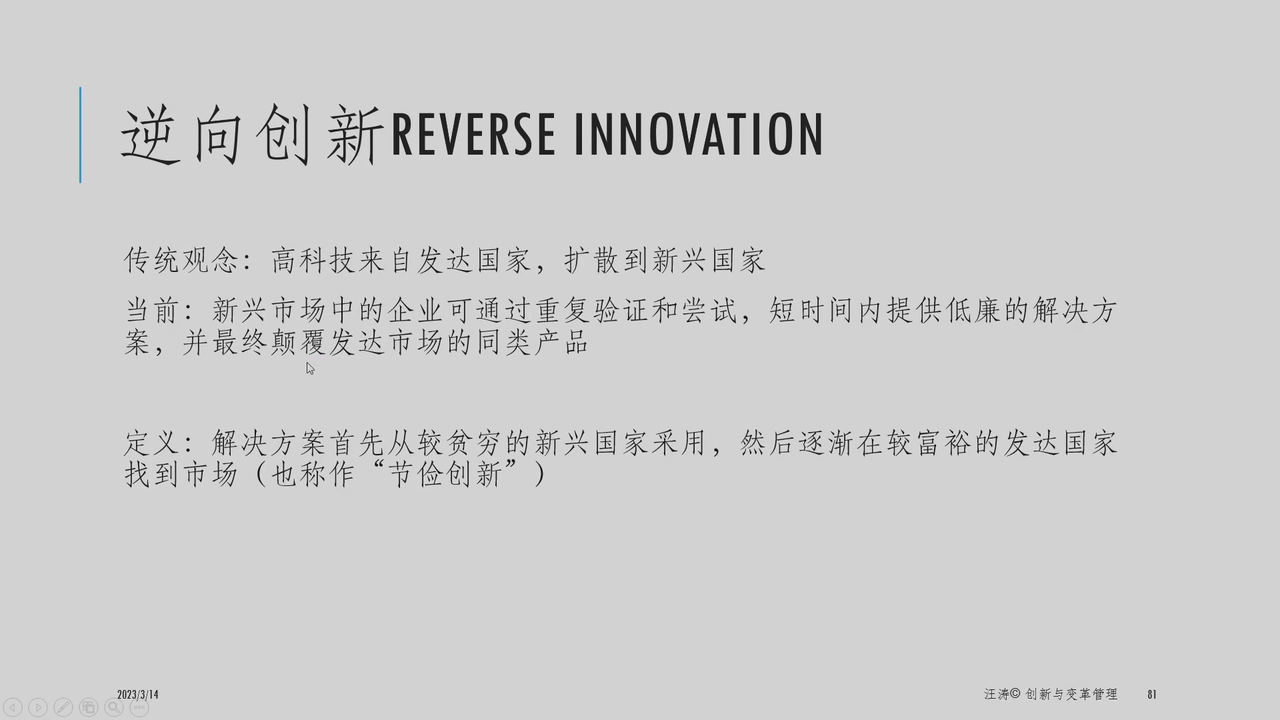 逆向创新REVERSE INNOVATION
传统观念：高科技来自发达国家，扩散到新兴国家
当前：新兴市场中的企业可通过重复验证和尝试，短时间内提供低廉的解决方
案，并最终颠覆发达市场的同类产品
定义：解决方案首先从较贫穷的新兴国家采用，然后逐渐在较富裕的发达国家
找到市场（也称作“节俭创新”）
2023/3/14
汪涛© 创新与变革管理
81